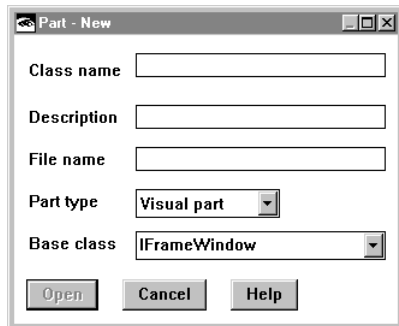 Part - New
Class name
Description
File name
Part type Visual part
Base class IFrameWindow
Open Cancel Help